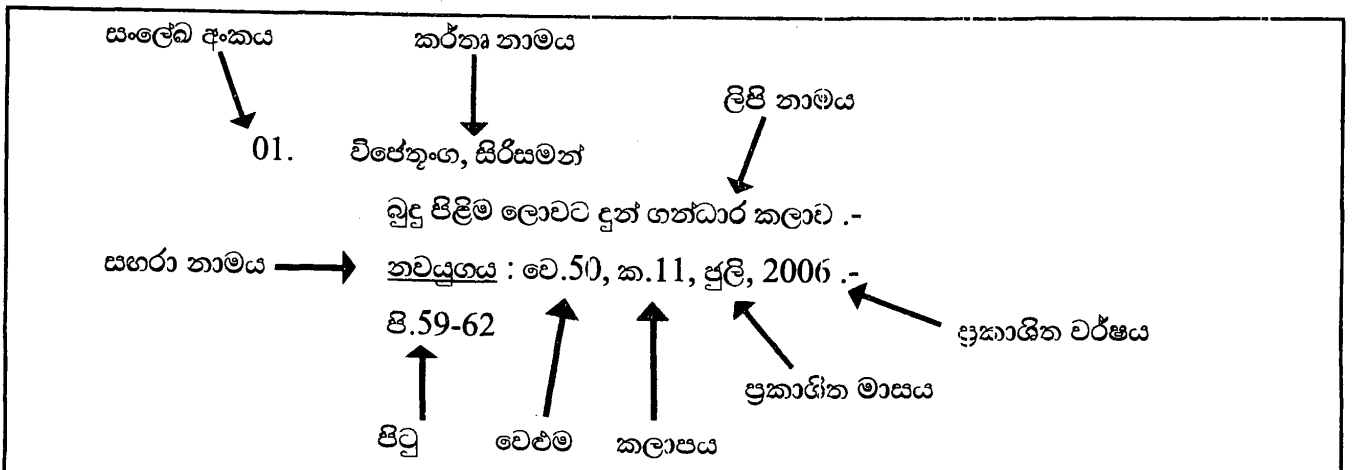 සංලේඛ අංකය කර්තෘ නාමය
ලිපි නාමය
01. විජේතුංග, සිරිසමන්
බුදු පිළිම ලොවට දුන් ගන්ධාර කලාව .-
සඟරා නාමය නවයුගය : වෙ.50, ක.11, ජූලි, 2006 .-
පි.59-62
ප්‍රකාශිත වර්ෂය
ප්‍රකාශිත මාසය
පිටු වෙළුම කලාපය